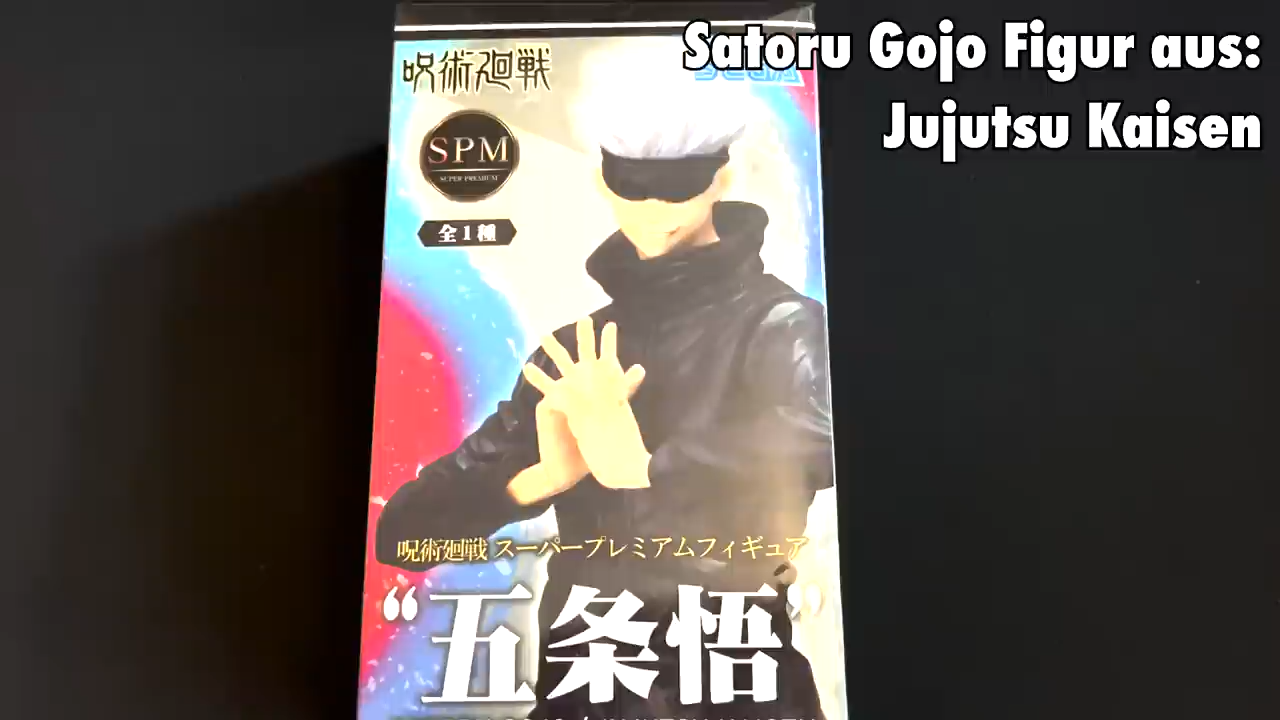 Satoru Gojo Figur aus:
Jujutsu Kaisen
呪術廻戦
SEGA
SPM
SUPER PREMIUM
全1種
呪術廻戦 スーパープレミアムフィギュア
“五条悟”